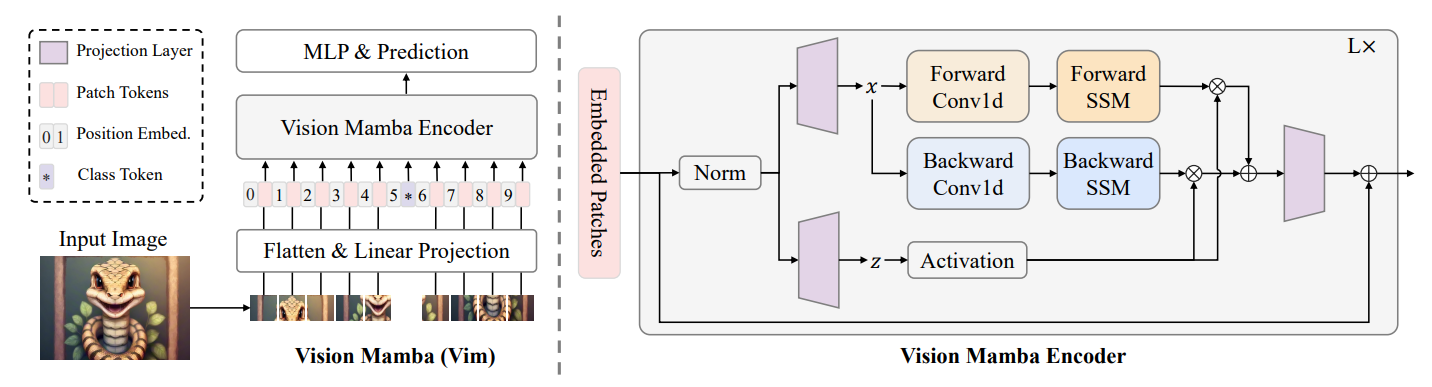 Projection Layer
Patch Tokens
0 1 Position Embed.
* Class Token
Input Image
MLP & Prediction
Vision Mamba Encoder
0 1 2 3 4 5 * 6 7 8 9
Flatten & Linear Projection
Vision Mamba (Vim)
Embedded Patches
L×
Norm
x
Forward
Conv1d
Forward
SSM
Backward
Conv1d
Backward
SSM
z
Activation
Vision Mamba Encoder